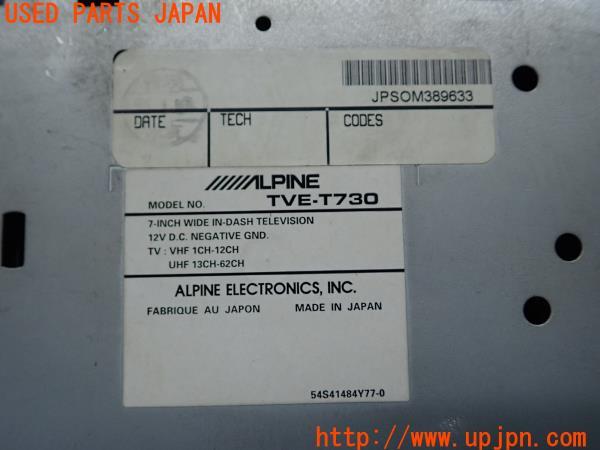 USED PARTS JAPAN
JPSOM389633
DATE TECH CODES
ALPINE
MODEL NO. TVE-T730
7-INCH WIDE IN-DASH TELEVISION
12V D.C. NEGATIVE GND.
TV : VHF 1CH-12CH
UHF 13CH-62CH
ALPINE ELECTRONICS, INC.
FABRIQUE AU JAPON MADE IN JAPAN
54S41484Y77-0
UPJ
http://www.upjpn.com/